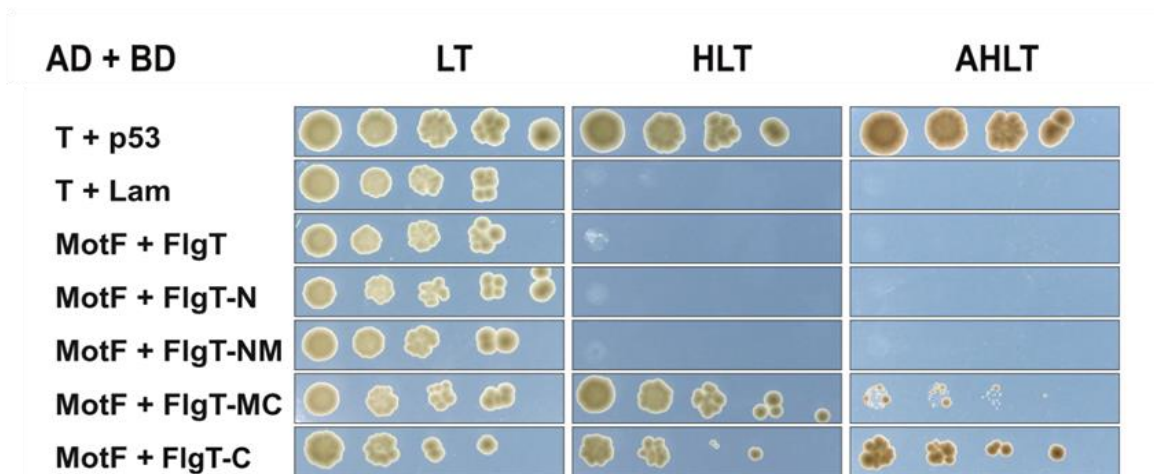 AD + BD LT HLT AHLT
T + p53
T + Lam
MotF + FlgT
MotF + FlgT-N
MotF + FlgT-NM
MotF + FlgT-MC
MotF + FlgT-C